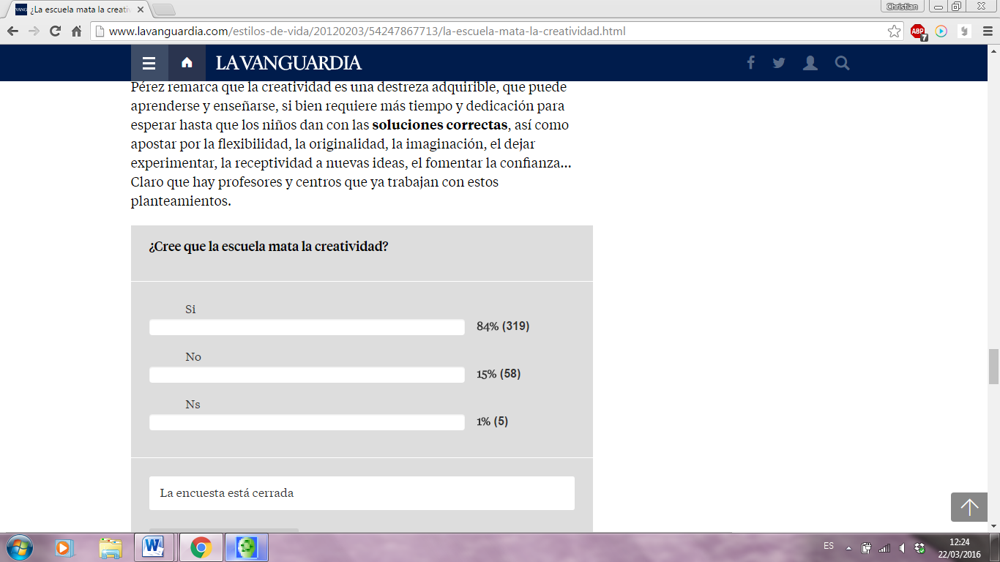 ¿La escuela mata la creativ
Christian
www.lavanguardia.com/estilos-de-vida/20120203/54247867713/la-escuela-mata-la-creatividad.html
ABP
7
LA VANGUARDIA
Pérez remarca que la creatividad es una destreza adquirible, que puede
aprenderse y enseñarse, si bien requiere más tiempo y dedicación para
esperar hasta que los niños dan con las soluciones correctas, así como
apostar por la flexibilidad, la originalidad, la imaginación, el dejar
experimentar, la receptividad a nuevas ideas, el fomentar la confianza...
Claro que hay profesores y centros que ya trabajan con estos
planteamientos.
¿Cree que la escuela mata la creatividad?
Si
84% (319)
No
15% (58)
Ns
1% (5)
La encuesta está cerrada
ES
12:24
22/03/2016